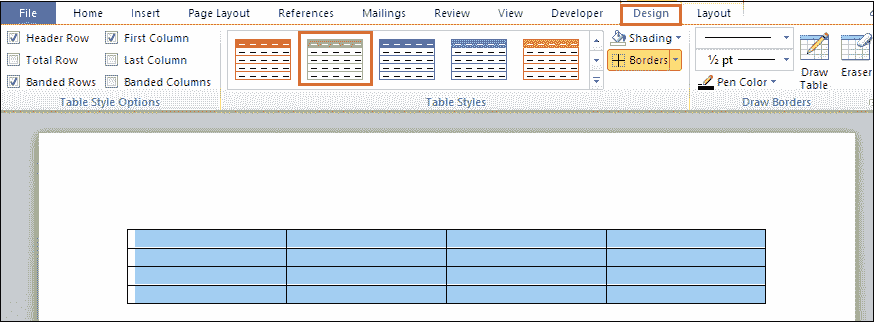 File Home Insert Page Layout References Mailings Review View Developer Design Layout
Header Row First Column Shading
Total Row Last Column Borders ½ pt
Banded Rows Banded Columns Pen Color Draw Table Eraser
Table Style Options Table Styles Draw Borders